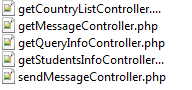 getCountryListController....
getMessageController.php
getQueryInfoController.php
getStudentsInfoController...
sendMessageController.php